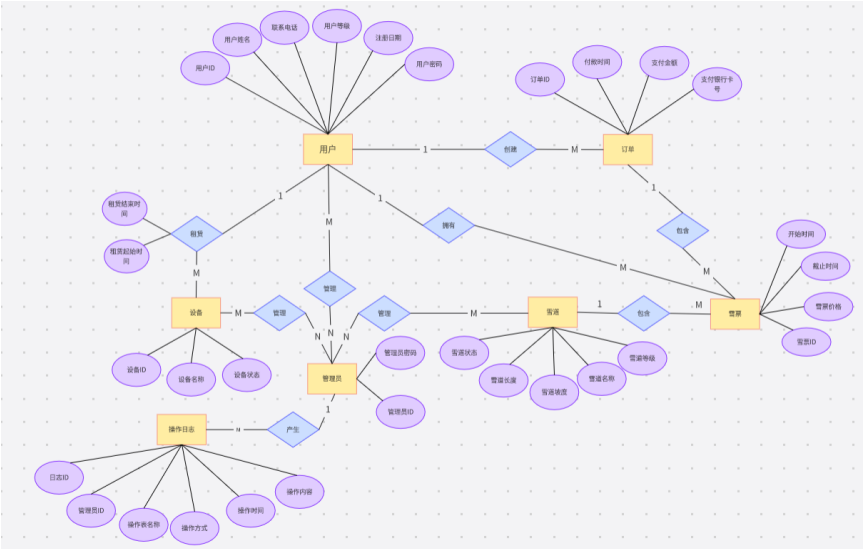 联系电话
用户等级
用户姓名
注册日期
用户ID
用户密码
付款时间
支付金额
订单ID
支付银行卡
号
用户
1
创建
M
订单
1
1
1
租赁结束时
间
M
拥有
包含
开始时间
租赁
租赁起始时
间
截止时间
M
M
M
管理
雪票价格
设备
M
管理
N
N
N
管理
M
雪道
1
包含
M
雪票
雪票ID
管理员密码
雪道状态
雪道等级
设备ID
设备名称
设备状态
管理员
雪道长度
雪道坡度
雪道名称
1
管理员ID
操作日志
N
产生
日志ID
操作内容
管理员ID
操作时间
操作表名称
操作方式